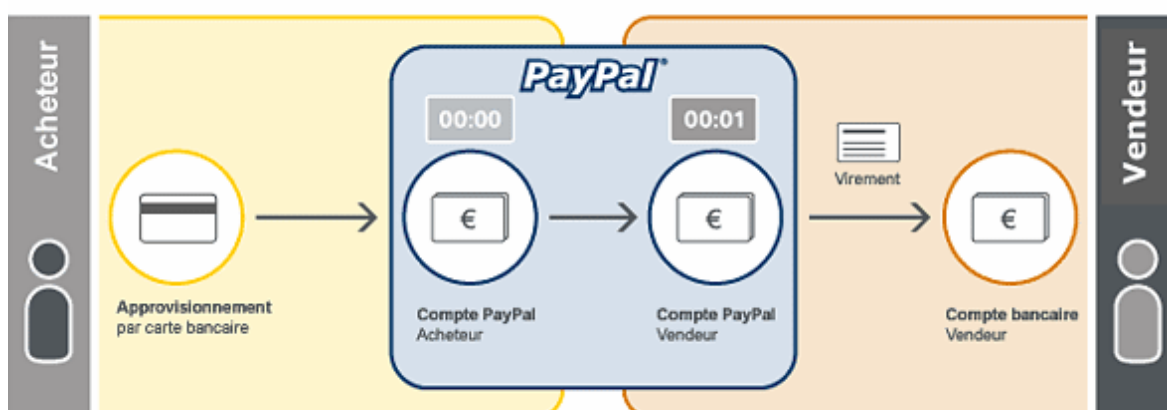 Acheteur
PayPal®
Vendeur
00:00
00:01
Virement
€
€
€
Approvisionnement
par carte bancaire
Compte PayPal
Acheteur
Compte PayPal
Vendeur
Compte bancaire
Vendeur